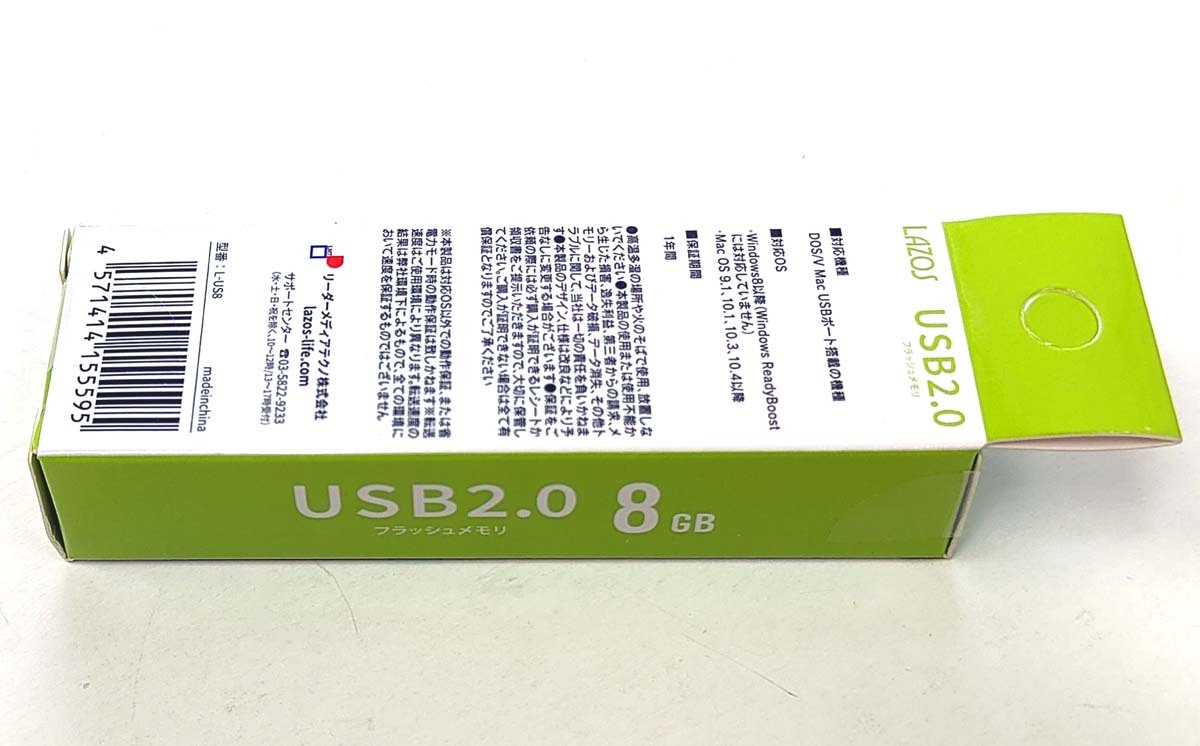 LAZOS USB2.0
フラッシュメモリ
■対応機種
DOS/V Mac USBポート搭載の機種
■対応OS
・Windows8以降(Windows ReadyBoost
には対応していません)
・Mac OS 9.1、10.1、10.3、10.4以降
■保証期間
1年間
●高温多湿の場所や火のそばで使用、放置しな
いでください●本製品の使用または使用不能か
ら生じた損害、逸失利益、第三者からの請求、メ
モリおよびデータ破損、データ消失、その他ト
ラブルに関して、当社は一切の責任を負いかねま
す●本製品のデザイン、仕様は改良などにより予
告なしに変更する場合がございます●保証をご
依頼の際には必ず購入が証明できるレシートか
領収書をご提示いただきますので、大切に保管し
てください。ご購入が証明できない場合は全て有
償保証となりますのでご了承ください
※本製品は対応OS以外での動作保証、または省
電力モード時の動作保証は致しかねます※転送
速度はご使用環境により異なります。転送速度の
結果は弊社環境下によるもので、全ての環境に
おいて速度を保証するものではございません
リーダーメディアテクノ株式会社
lazos-life.com
サポートセンター ☎03-5822-9233
(水・土・日・祝を除く、10～12時/13～17時受付)
型番：L-US8
madeinchina
4 571414 155595
USB2.0 8GB
フラッシュメモリ